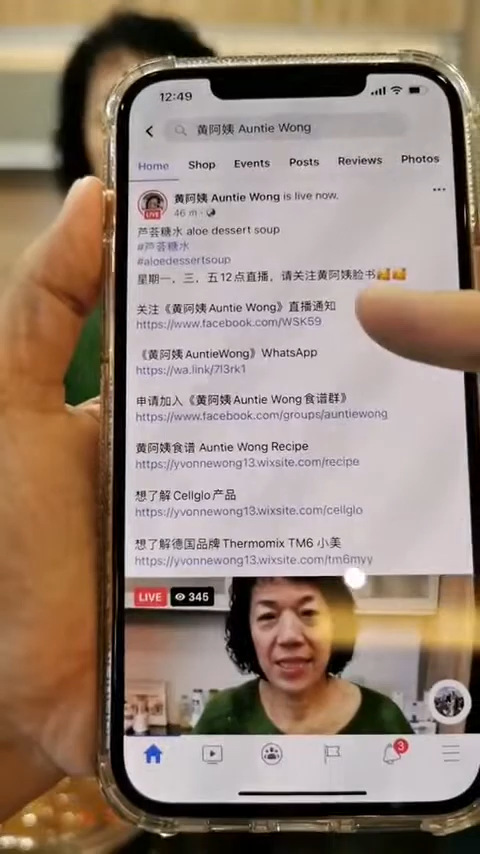 12:49
黄阿姨 Auntie Wong
Home Shop Events Posts Reviews Photos
黄阿姨 Auntie Wong is live now.
LIVE
46 m
芦荟糖水 aloe dessert soup
#芦荟糖水
#aloedessertsoup
星期一，三，五12点直播，请关注黄阿姨脸书
关注《黄阿姨 Auntie Wong》直播通知
https://www.facebook.com/WSK59
《黄阿姨 AuntieWong》WhatsApp
https://wa.link/7l3rk1
申请加入《黄阿姨 Auntie Wong 食谱群》
https://www.facebook.com/groups/auntiewong
黄阿姨食谱 Auntie Wong Recipe
https://yvonnewong13.wixsite.com/recipe
想了解 Cellglo 产品
https://yvonnewong13.wixsite.com/cellglo
想了解德国品牌 Thermomix TM6 小美
https://yvonnewong13.wixsite.com/tm6myy
LIVE 345
3